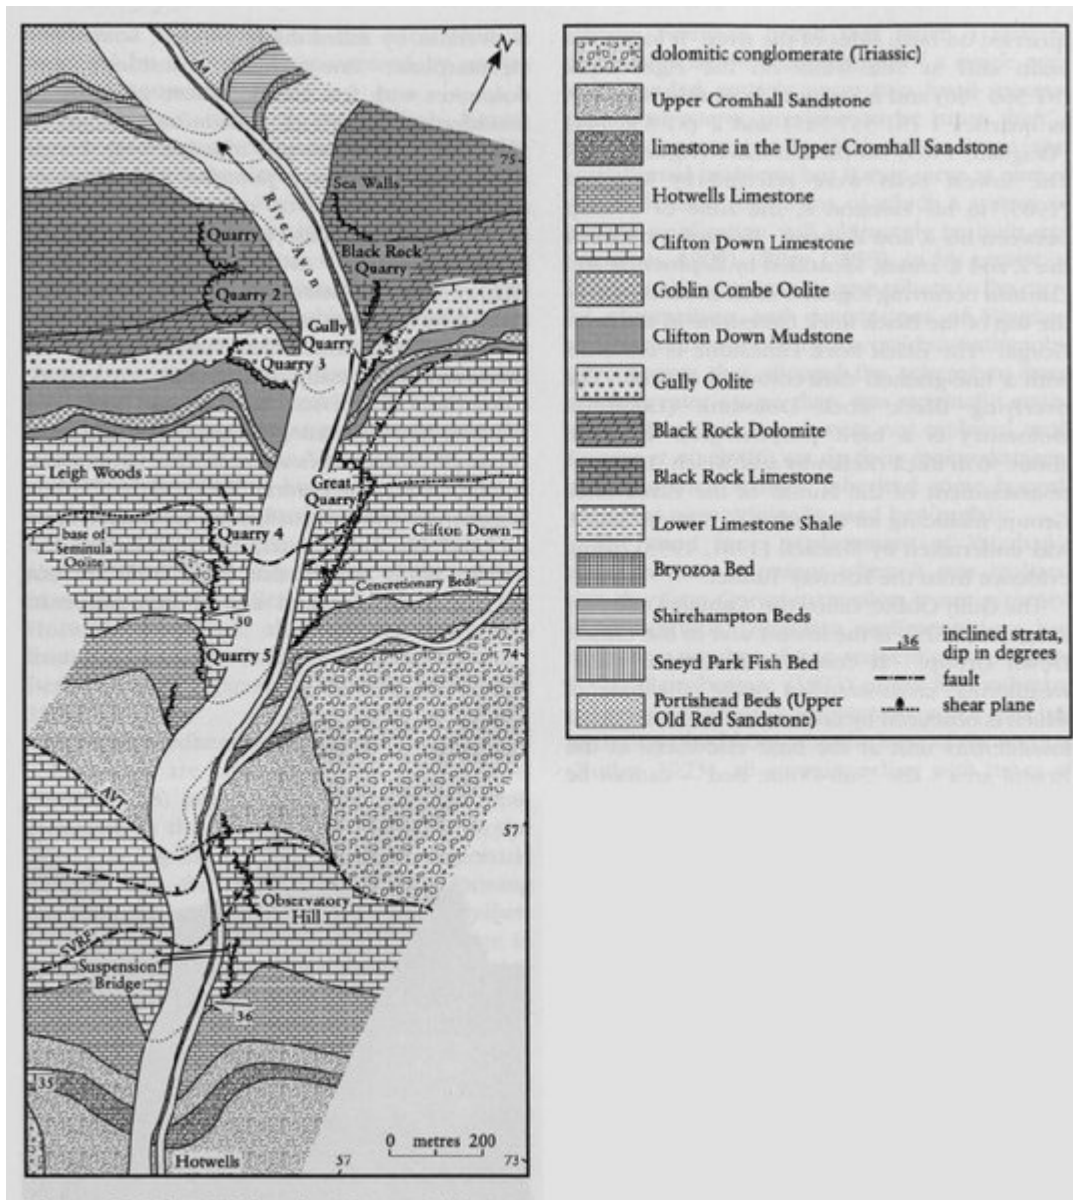 N
A4
75
Sea Walls
River Avon
Quarry
1
Black Rock
Quarry
Quarry 2
Gully
Quarry
Quarry 3
Leigh Woods
Great
Quarry
Quarry 4
Clifton Down
base of
Seminula
Oolite
Concretionary Beds
30
Quarry 5
74
AVT
57
Observatory
Hill
SVRF
Suspension
Bridge
36
35
0 metres 200
Hotwells
57
73
dolomitic conglomerate (Triassic)
Upper Cromhall Sandstone
limestone in the Upper Cromhall Sandstone
Hotwells Limestone
Clifton Down Limestone
Goblin Combe Oolite
Clifton Down Mudstone
Gully Oolite
Black Rock Dolomite
Black Rock Limestone
Lower Limestone Shale
Bryozoa Bed
Shirehampton Beds
Sneyd Park Fish Bed
Portishead Beds (Upper
Old Red Sandstone)
36
inclined strata,
dip in degrees
fault
shear plane